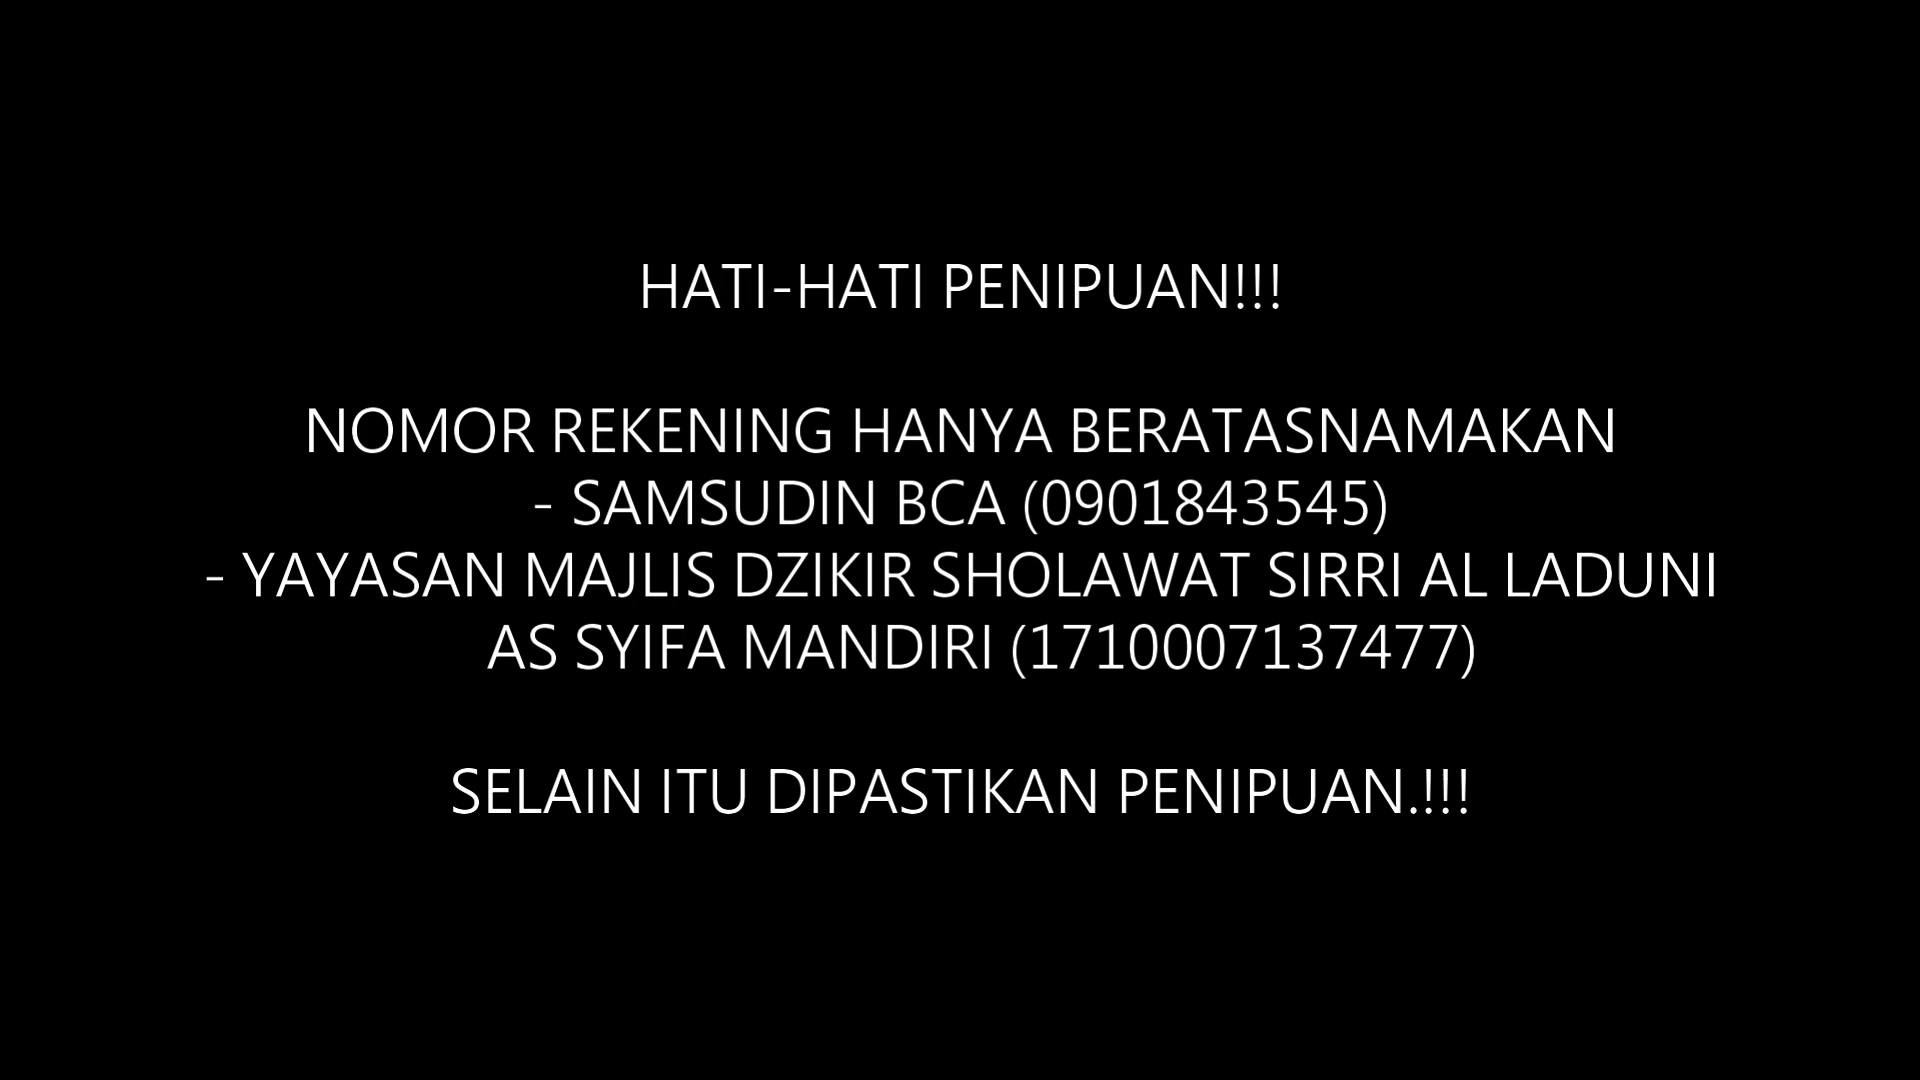 HATI-HATI PENIPUAN!!!
NOMOR REKENING HANYA BERATASNAMAKAN
- SAMSUDIN BCA (0901843545)
- YAYASAN MAJLIS DZIKIR SHOLAWAT SIRRI AL LADUNI
AS SYIFA MANDIRI (1710007137477)
SELAIN ITU DIPASTIKAN PENIPUAN.!!!